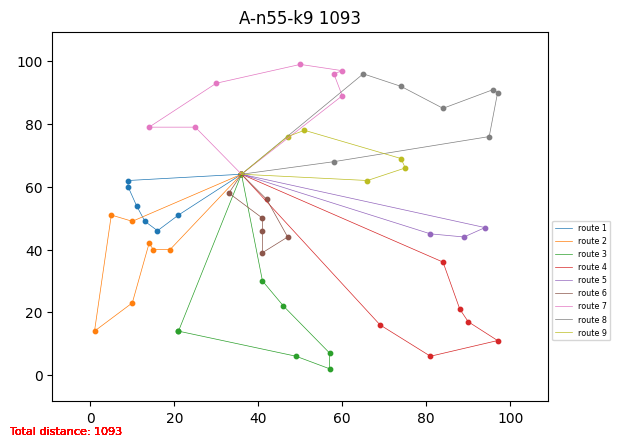 A-n55-k9 1093
100
80
60
40
20
0
0 20 40 60 80 100
route 1
route 2
route 3
route 4
route 5
route 6
route 7
route 8
route 9
Total distance: 1093